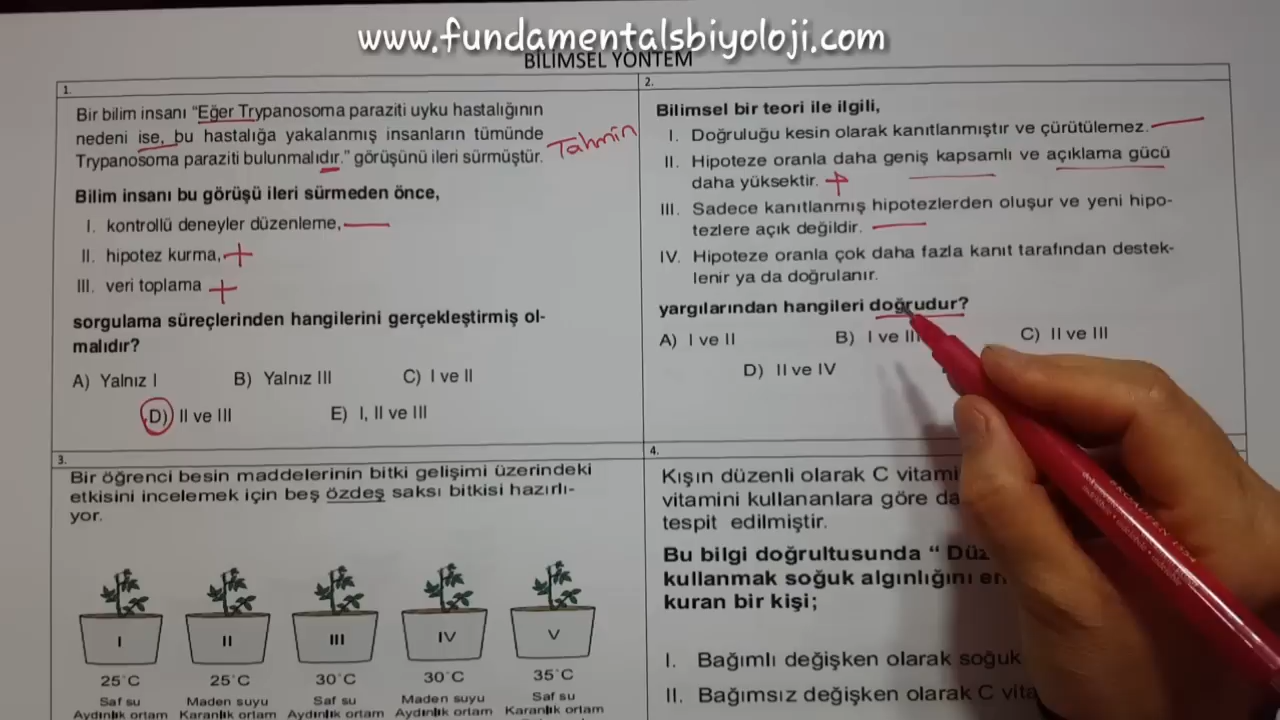 www.fundamentalsbiyoloji.com
BİLİMSEL YÖNTEM
1.
Bir bilim insanı "Eğer Trypanosoma paraziti uyku hastalığının
nedeni ise, bu hastalığa yakalanmış insanların tümünde
Trypanosoma paraziti bulunmalıdır." görüşünü ileri sürmüştür.
Tahmin
Bilim insanı bu görüşü ileri sürmeden önce,
I. kontrollü deneyler düzenleme,
II. hipotez kurma, +
III. veri toplama +
sorgulama süreçlerinden hangilerini gerçekleştirmiş ol-
malıdır?
A) Yalnız I B) Yalnız III C) I ve II
D) II ve III E) I, II ve III
2.
Bilimsel bir teori ile ilgili,
I. Doğruluğu kesin olarak kanıtlanmıştır ve çürütülemez.
II. Hipoteze oranla daha geniş kapsamlı ve açıklama gücü
daha yüksektir. +
III. Sadece kanıtlanmış hipotezlerden oluşur ve yeni hipo-
tezlere açık değildir.
IV. Hipoteze oranla çok daha fazla kanıt tarafından destek-
lenir ya da doğrulanır.
yargılarından hangileri doğrudur?
A) I ve II B) I ve III C) II ve III
D) II ve IV
3.
Bir öğrenci besin maddelerinin bitki gelişimi üzerindeki
etkisini incelemek için beş özdeş saksı bitkisi hazırlı-
yor.
I II III IV V
25°C 25°C 30°C 30°C 35°C
Saf su Maden suyu Saf su Maden suyu Saf su
Aydınlık ortam Karanlık ortam Aydınlık ortam Aydınlık ortam Karanlık ortam
4.
Kışın düzenli olarak C vitami
vitamini kullananlara göre da
tespit edilmiştir.
Bu bilgi doğrultusunda " Düz
kullanmak soğuk algınlığını en
kuran bir kişi;
I. Bağımlı değişken olarak soğuk
II. Bağımsız değişken olarak C vita